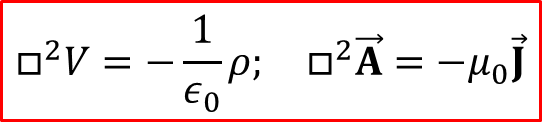 □²V = −1/ϵ₀ ρ; □²A⃗ = −μ₀J⃗